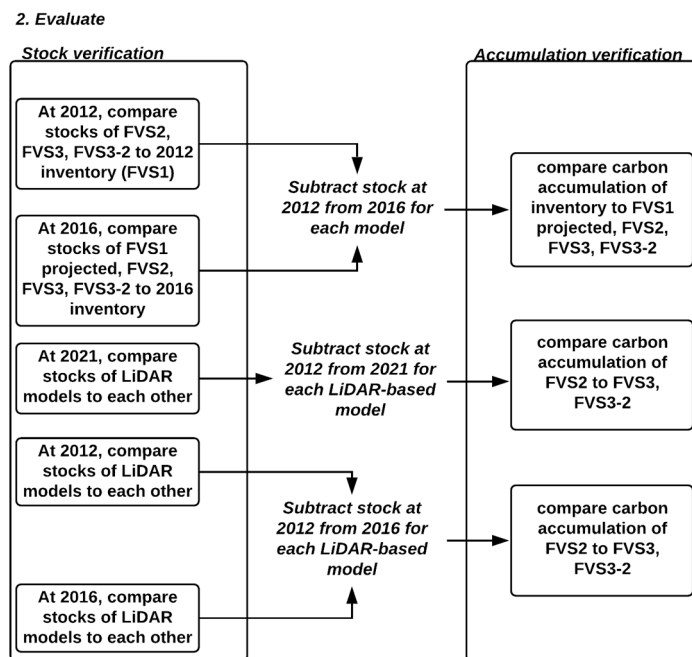 2. Evaluate
Stock verification
Accumulation verification
At 2012, compare
stocks of FVS2,
FVS3, FVS3-2 to 2012
inventory (FVS1)
At 2016, compare
stocks of FVS1
projected, FVS2,
FVS3, FVS3-2 to 2016
inventory
Subtract stock at
2012 from 2016 for
each model
compare carbon
accumulation of
inventory to FVS1
projected, FVS2,
FVS3, FVS3-2
At 2021, compare
stocks of LiDAR
models to each other
Subtract stock at
2012 from 2021 for
each LiDAR-based
model
compare carbon
accumulation of
FVS2 to FVS3,
FVS3-2
At 2012, compare
stocks of LiDAR
models to each other
At 2016, compare
stocks of LiDAR
models to each other
Subtract stock at
2012 from 2016 for
each LiDAR-based
model
compare carbon
accumulation of
FVS2 to FVS3,
FVS3-2